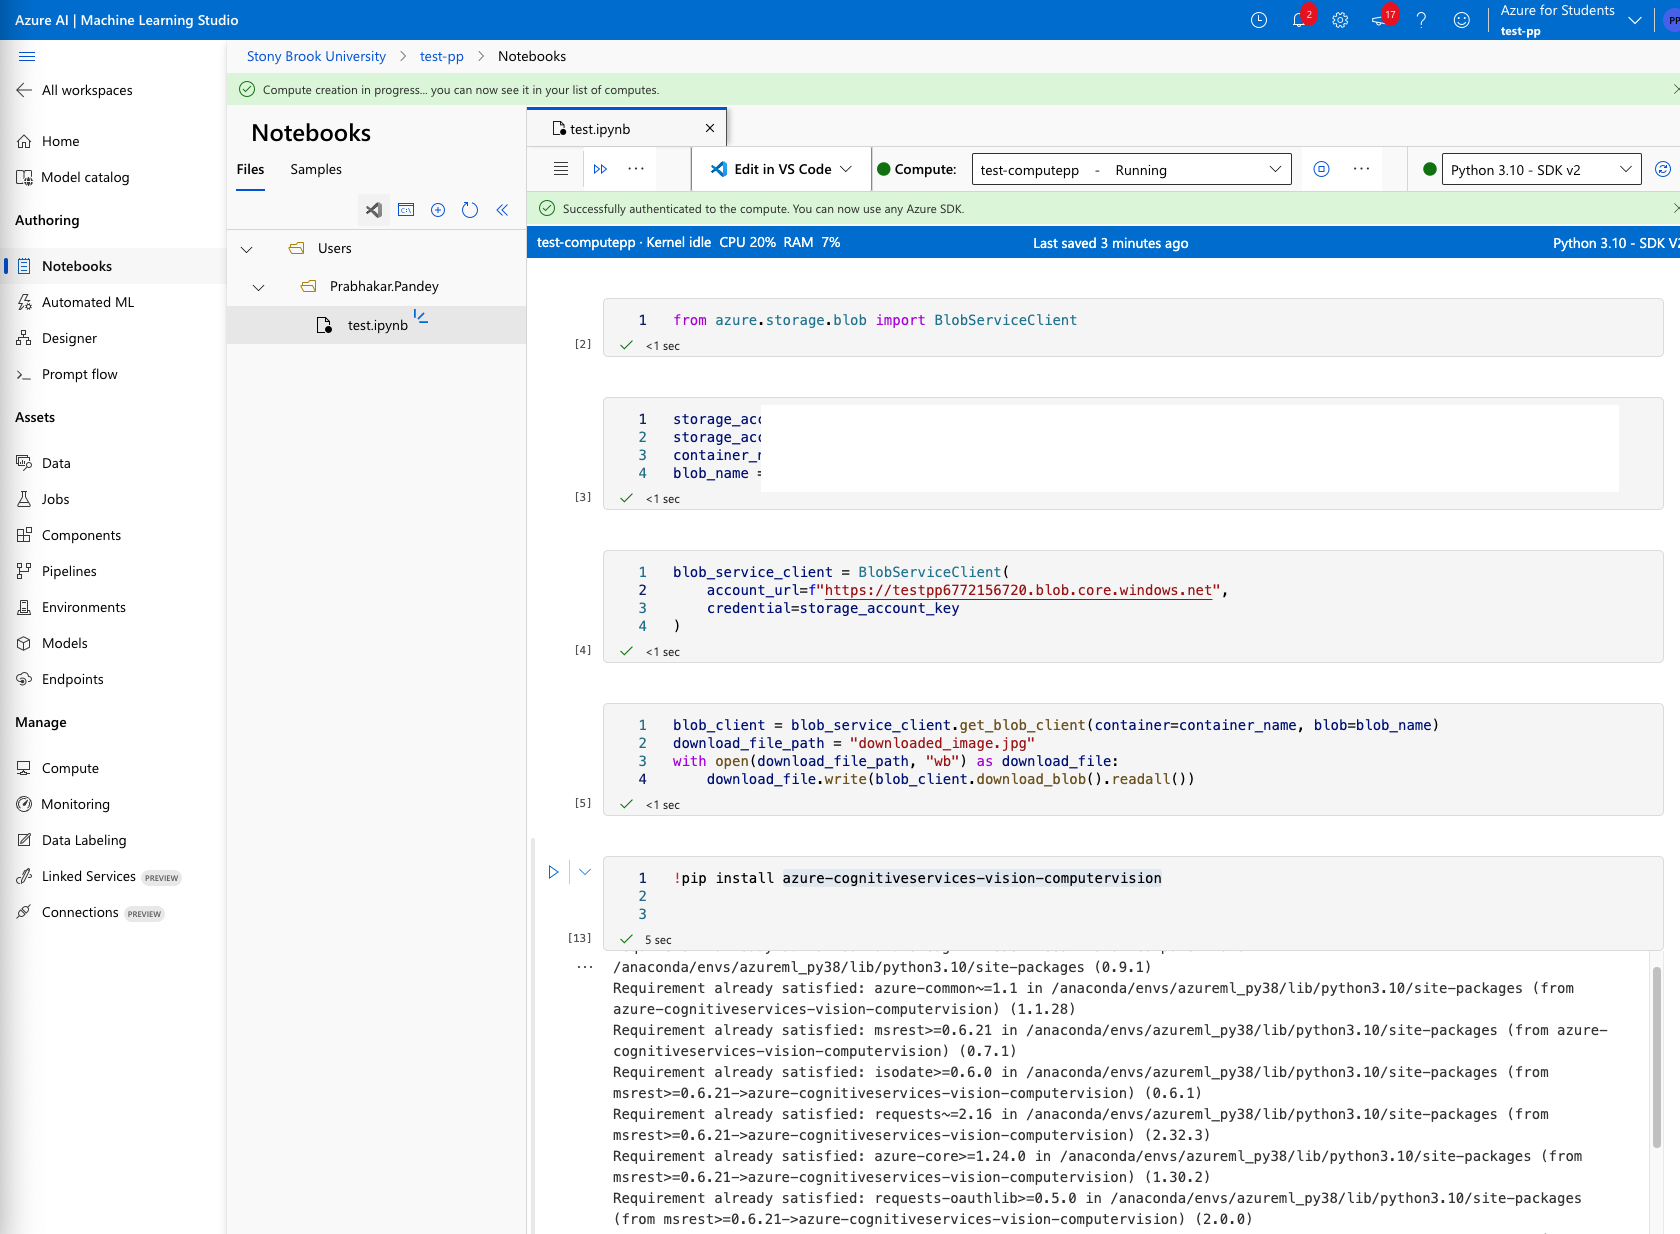 Azure AI | Machine Learning Studio
2
17
Azure for Students
test-pp
PP
All workspaces
Home
Model catalog
Authoring
Notebooks
Automated ML
Designer
Prompt flow
Assets
Data
Jobs
Components
Pipelines
Environments
Models
Endpoints
Manage
Compute
Monitoring
Data Labeling
Linked Services PREVIEW
Connections PREVIEW
Stony Brook University > test-pp > Notebooks
Compute creation in progress... you can now see it in your list of computes.
Notebooks
Files Samples
Users
Prabhakar.Pandey
test.ipynb
test.ipynb
Edit in VS Code
Compute:
test-computepp - Running
Python 3.10 - SDK v2
Successfully authenticated to the compute. You can now use any Azure SDK.
test-computepp · Kernel idle CPU 20% RAM 7%
Last saved 3 minutes ago
Python 3.10 - SDK V2
1 from azure.storage.blob import BlobServiceClient
[2] <1 sec
1 storage_acc
2 storage_acc
3 container_
4 blob_name =
[3] <1 sec
1 blob_service_client = BlobServiceClient(
2 account_url=f"https://testpp6772156720.blob.core.windows.net",
3 credential=storage_account_key
4 )
[4] <1 sec
1 blob_client = blob_service_client.get_blob_client(container=container_name, blob=blob_name)
2 download_file_path = "downloaded_image.jpg"
3 with open(download_file_path, "wb") as download_file:
4 download_file.write(blob_client.download_blob().readall())
[5] <1 sec
1 !pip install azure-cognitiveservices-vision-computervision
2
3
[13] 5 sec
/anaconda/envs/azureml_py38/lib/python3.10/site-packages (0.9.1)
Requirement already satisfied: azure-common~=1.1 in /anaconda/envs/azureml_py38/lib/python3.10/site-packages (from
azure-cognitiveservices-vision-computervision) (1.1.28)
Requirement already satisfied: msrest>=0.6.21 in /anaconda/envs/azureml_py38/lib/python3.10/site-packages (from azure-
cognitiveservices-vision-computervision) (0.7.1)
Requirement already satisfied: isodate>=0.6.0 in /anaconda/envs/azureml_py38/lib/python3.10/site-packages (from
msrest>=0.6.21->azure-cognitiveservices-vision-computervision) (0.6.1)
Requirement already satisfied: requests~=2.16 in /anaconda/envs/azureml_py38/lib/python3.10/site-packages (from
msrest>=0.6.21->azure-cognitiveservices-vision-computervision) (2.32.3)
Requirement already satisfied: azure-core>=1.24.0 in /anaconda/envs/azureml_py38/lib/python3.10/site-packages (from
msrest>=0.6.21->azure-cognitiveservices-vision-computervision) (1.30.2)
Requirement already satisfied: requests-oauthlib>=0.5.0 in /anaconda/envs/azureml_py38/lib/python3.10/site-packages
(from msrest>=0.6.21->azure-cognitiveservices-vision-computervision) (2.0.0)